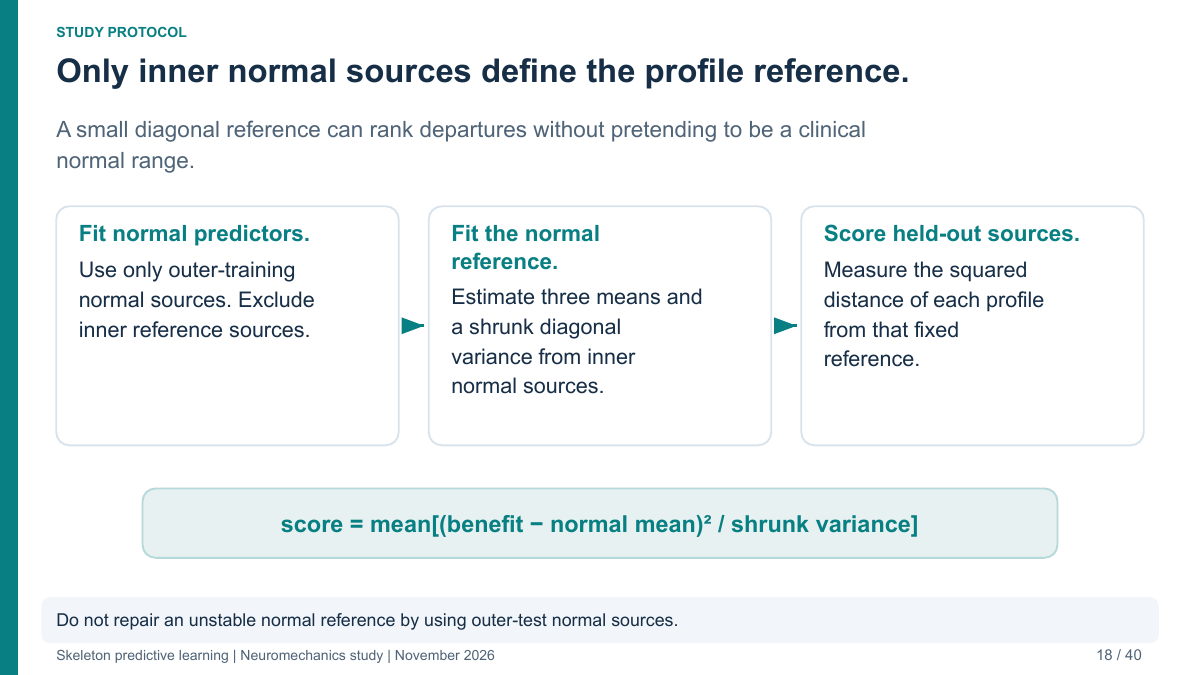 STUDY PROTOCOL
Only inner normal sources define the profile reference.
A small diagonal reference can rank departures without pretending to be a clinical
normal range.
Fit normal predictors.
Use only outer-training
normal sources. Exclude
inner reference sources.
Fit the normal
reference.
Estimate three means and
a shrunk diagonal
variance from inner
normal sources.
Score held-out sources.
Measure the squared
distance of each profile
from that fixed
reference.
score = mean[(benefit − normal mean)² / shrunk variance]
Do not repair an unstable normal reference by using outer-test normal sources.
Skeleton predictive learning | Neuromechanics study | November 2026
18 / 40